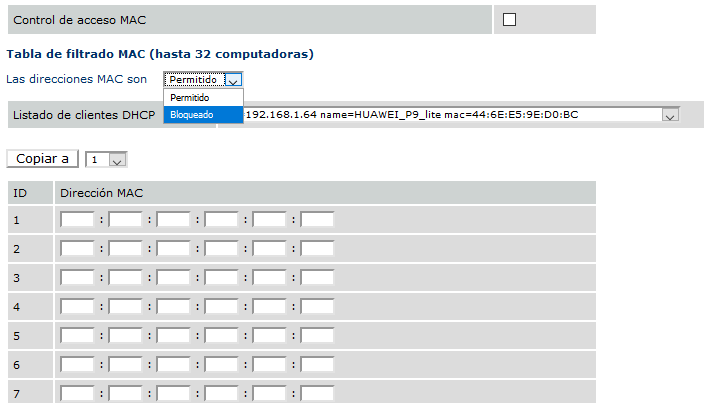 Control de acceso MAC
Tabla de filtrado MAC (hasta 32 computadoras)
Las direcciones MAC son Permitido
Permitido
Bloqueado
Listado de clientes DHCP =192.168.1.64 name=HUAWEI_P9_lite mac=44:6E:E5:9E:D0:BC
Copiar a 1
ID Dirección MAC
1 : : : : :
2 : : : : :
3 : : : : :
4 : : : : :
5 : : : : :
6 : : : : :
7 : : : : :